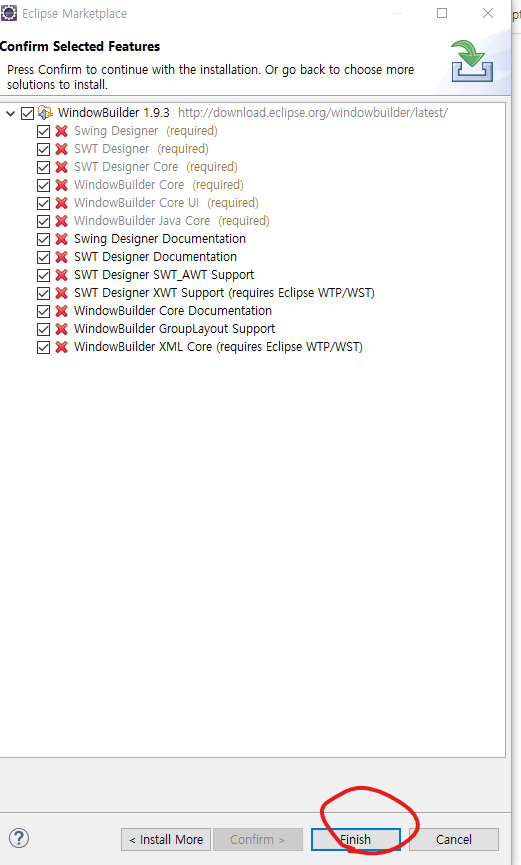 Eclipse Marketplace
pt
Confirm Selected Features
Press Confirm to continue with the installation. Or go back to choose more
solutions to install.
WindowBuilder 1.9.3 http://download.eclipse.org/windowbuilder/latest/
Swing Designer (required)
SWT Designer (required)
SWT Designer Core (required)
WindowBuilder Core (required)
WindowBuilder Core UI (required)
WindowBuilder Java Core (required)
Swing Designer Documentation
SWT Designer Documentation
SWT Designer SWT_AWT Support
SWT Designer XWT Support (requires Eclipse WTP/WST)
WindowBuilder Core Documentation
WindowBuilder GroupLayout Support
WindowBuilder XML Core (requires Eclipse WTP/WST)
? < Install More Confirm > Finish Cancel